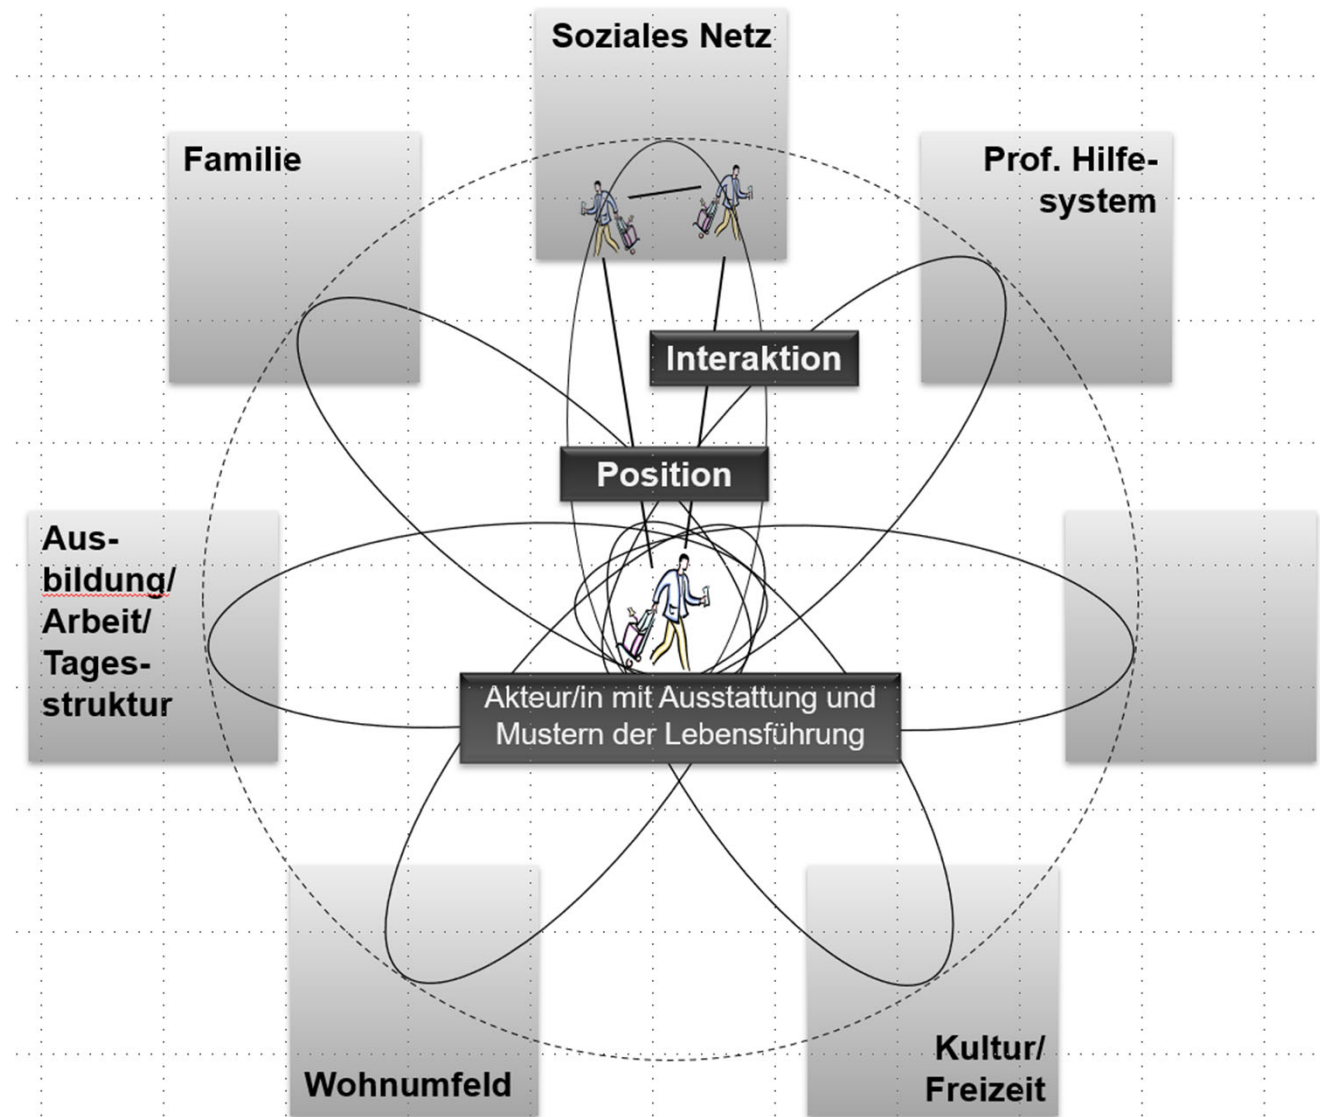 Soziales Netz
Familie
Prof. Hilfe-
system
Interaktion
Position
Aus-
bildung/
Arbeit/
Tages-
struktur
Akteur/in mit Ausstattung und
Mustern der Lebensführung
Wohnumfeld
Kultur/
Freizeit